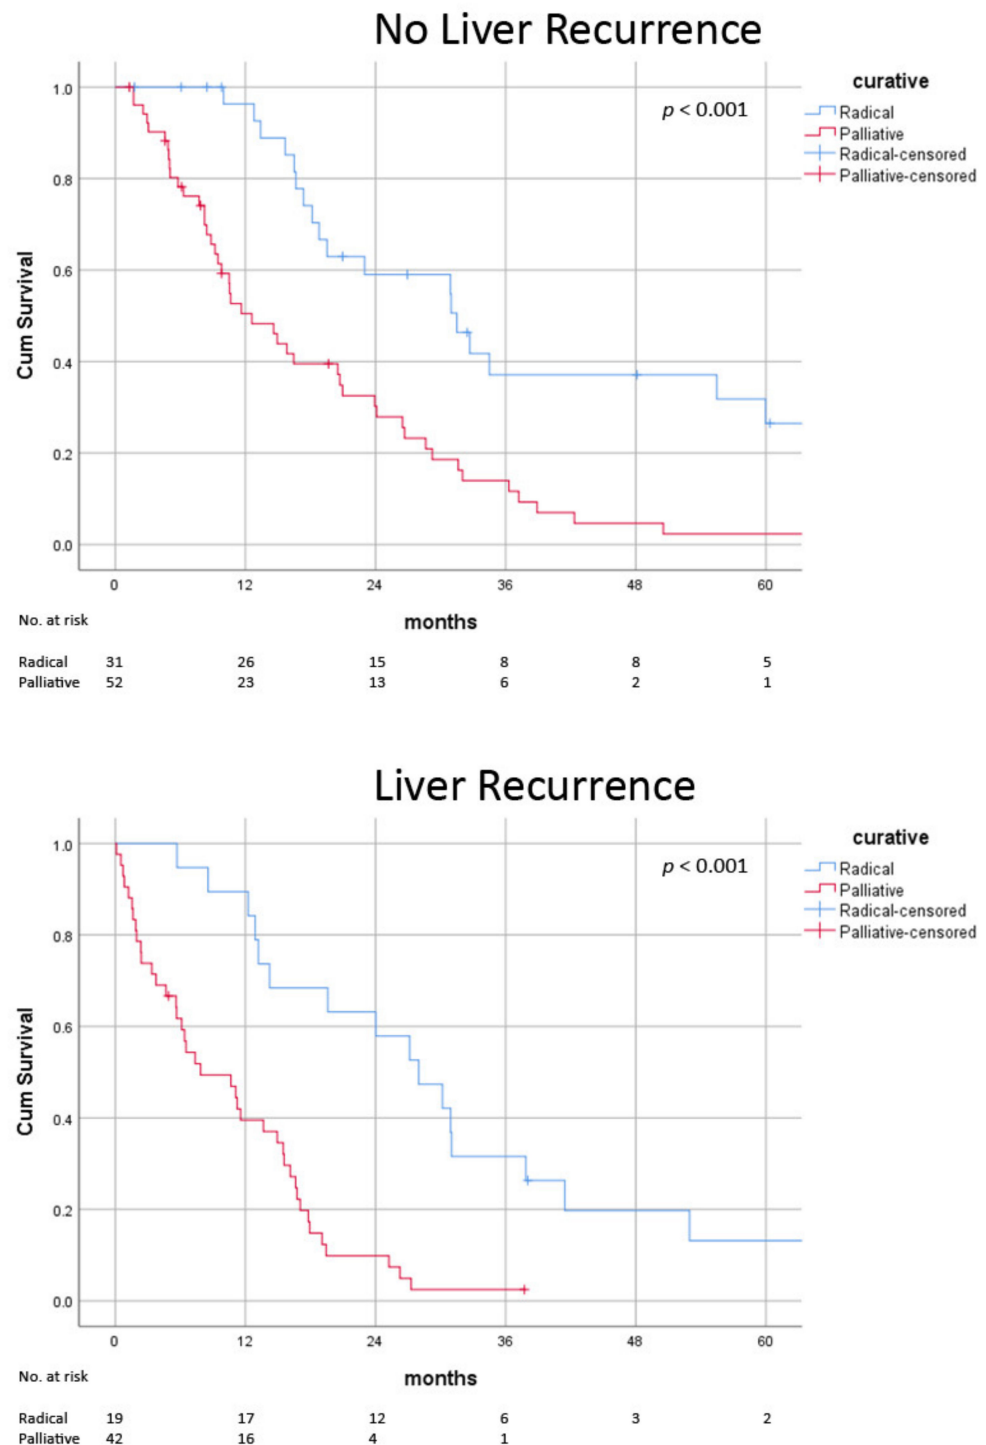 No Liver Recurrence
Cum Survival
1.0
0.8
0.6
0.4
0.2
0.0
p < 0.001
curative
Radical
Palliative
Radical-censored
Palliative-censored
0 12 24 36 48 60
months
No. at risk
Radical 31 26 15 8 8 5
Palliative 52 23 13 6 2 1
Liver Recurrence
Cum Survival
1.0
0.8
0.6
0.4
0.2
0.0
p < 0.001
curative
Radical
Palliative
Radical-censored
Palliative-censored
0 12 24 36 48 60
months
No. at risk
Radical 19 17 12 6 3 2
Palliative 42 16 4 1